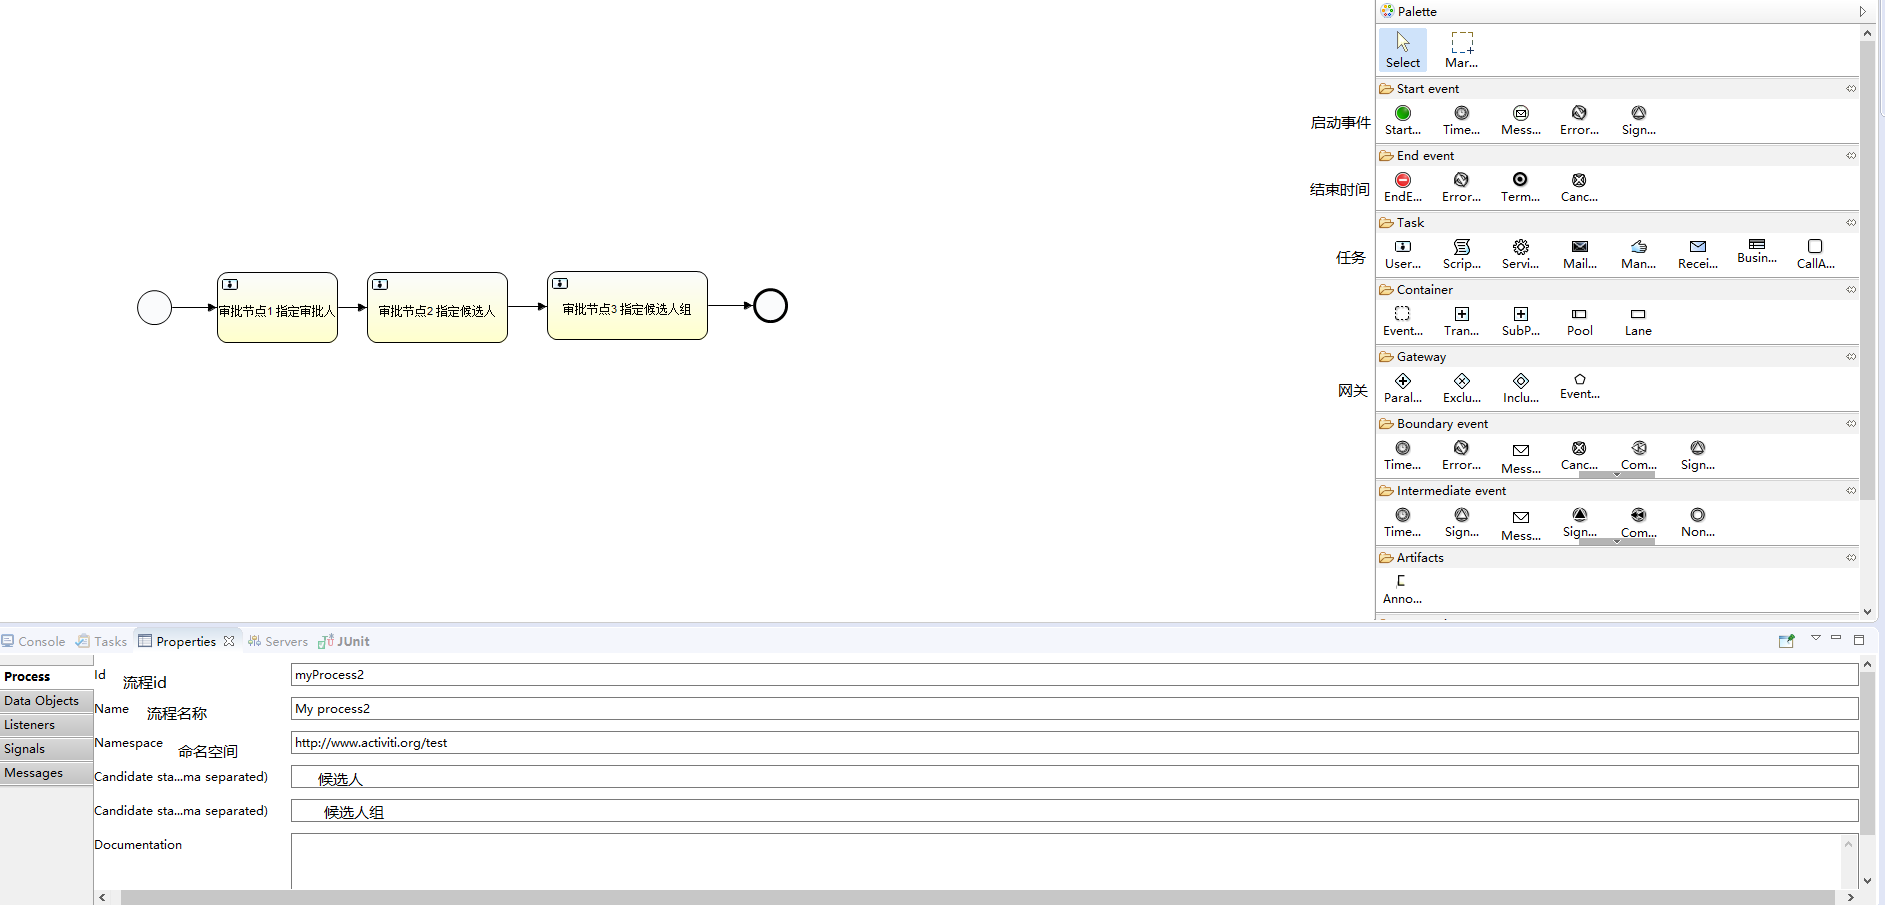 Palette
Select
Mar...
Start event
启动事件
Start...
Time...
Mess...
Error...
Sign...
End event
结束时间
EndE...
Error...
Term...
Canc...
Task
任务
User...
Scrip...
Servi...
Mail...
Man...
Recei...
Busin...
CallA...
Container
Event...
Tran...
SubP...
Pool
Lane
Gateway
网关
Paral...
Exclu...
Inclu...
Event...
Boundary event
Time...
Error...
Mess...
Canc...
Com...
Sign...
Intermediate event
Time...
Sign...
Mess...
Sign...
Com...
Non...
Artifacts
Anno...
审批节点1 指定审批人
审批节点2 指定候选人
审批节点3 指定候选人组
Console
Tasks
Properties
Servers
JUnit
Process
Data Objects
Listeners
Signals
Messages
Id 流程id
myProcess2
Name 流程名称
My process2
Namespace 命名空间
http://www.activiti.org/test
Candidate sta...ma separated)
候选人
Candidate sta...ma separated)
候选人组
Documentation